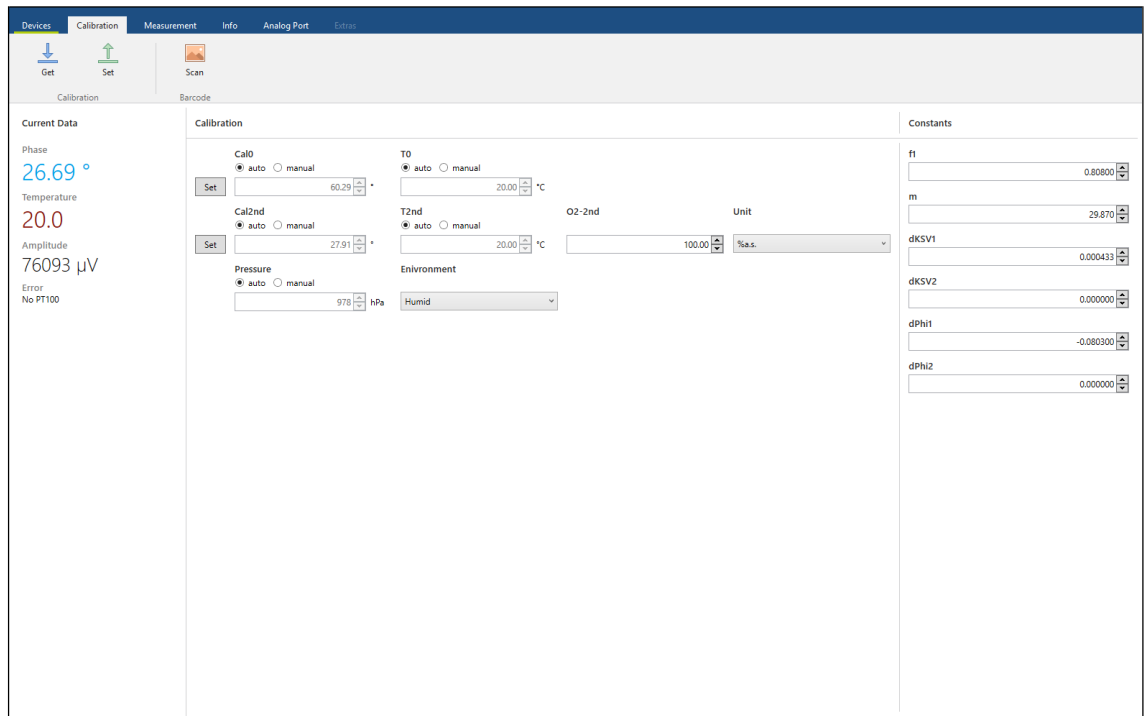 Devices Calibration Measurement Info Analog Port Extras
Get Set Scan
Calibration Barcode
Current Data
Phase
26.69 °
Temperature
20.0
Amplitude
76093 µV
Error
No PT100
Calibration
Cal0 T0
auto manual auto manual
Set 60.29 ° 20.00 °C
Cal2nd T2nd O2-2nd Unit
auto manual auto manual
Set 27.91 ° 20.00 °C 100.00 %a.s.
Pressure Enivronment
auto manual
978 hPa Humid
Constants
f1
0.80800
m
29.870
dKSV1
0.000433
dKSV2
0.000000
dPhi1
-0.080300
dPhi2
0.000000